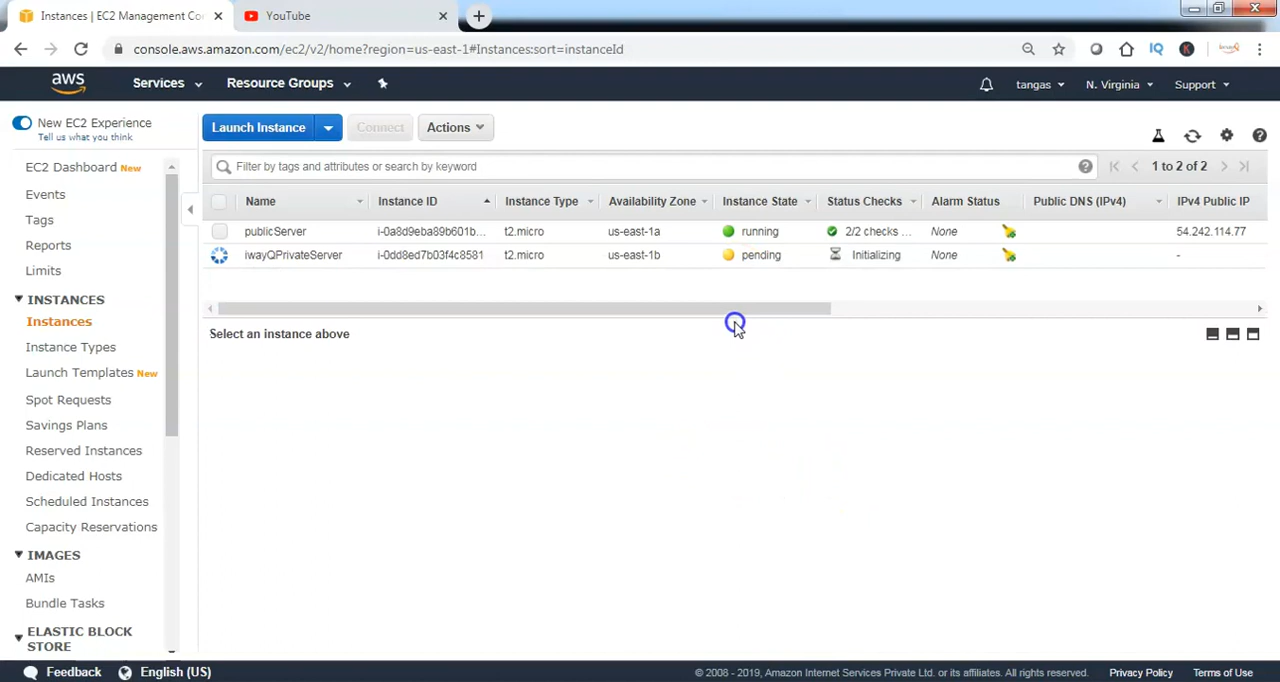 Instances | EC2 Management Co
YouTube
console.aws.amazon.com/ec2/v2/home?region=us-east-1#Instances:sort=instanceId
aws Services Resource Groups tangas N. Virginia Support
New EC2 Experience
Tell us what you think
Launch Instance Connect Actions
Filter by tags and attributes or search by keyword 1 to 2 of 2
Name Instance ID Instance Type Availability Zone Instance State Status Checks Alarm Status Public DNS (IPv4) IPv4 Public IP
publicServer i-0a8d9eba89b601b... t2.micro us-east-1a running 2/2 checks ... None 54.242.114.77
iwayQPrivateServer i-0dd8ed7b03f4c8581 t2.micro us-east-1b pending Initializing None -
Select an instance above
EC2 Dashboard New
Events
Tags
Reports
Limits
INSTANCES
Instances
Instance Types
Launch Templates New
Spot Requests
Savings Plans
Reserved Instances
Dedicated Hosts
Scheduled Instances
Capacity Reservations
IMAGES
AMIs
Bundle Tasks
ELASTIC BLOCK
STORE
Feedback English (US) © 2008 - 2019, Amazon Internet Services Private Ltd. or its affiliates. All rights reserved. Privacy Policy Terms of Use